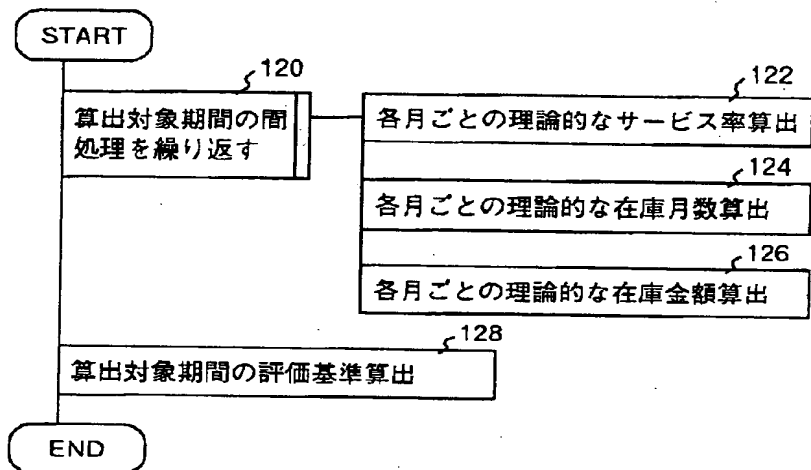 START
120
算出対象期間の間
処理を繰り返す
122
各月ごとの理論的なサービス率算出
124
各月ごとの理論的な在庫月数算出
126
各月ごとの理論的な在庫金額算出
128
算出対象期間の評価基準算出
END